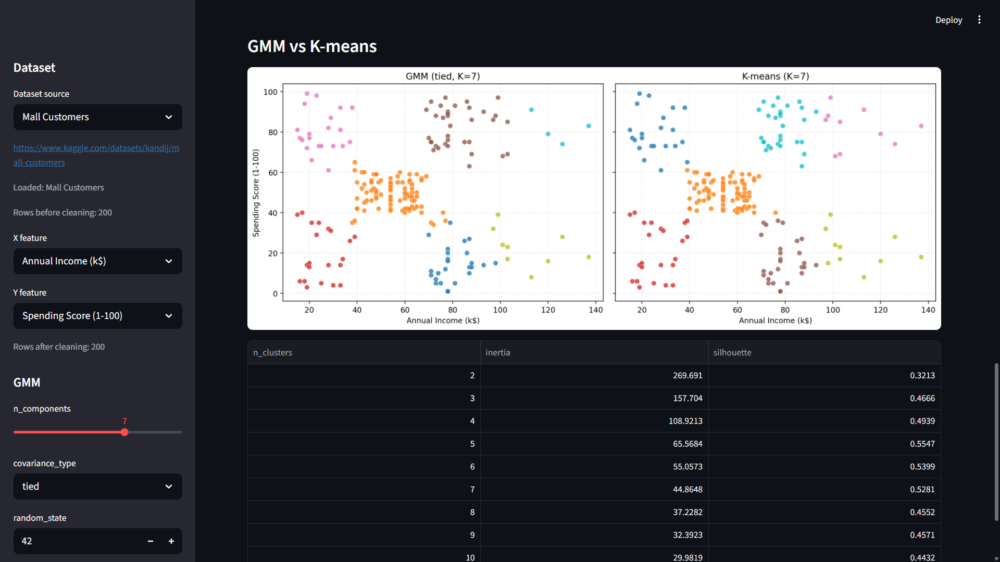 Deploy
Dataset
Dataset source
Mall Customers
https://www.kaggle.com/datasets/kandij/m
all-customers
Loaded: Mall Customers
Rows before cleaning: 200
X feature
Annual Income (k$)
Y feature
Spending Score (1-100)
Rows after cleaning: 200
GMM
n_components
7
covariance_type
tied
random_state
42
GMM vs K-means
GMM (tied, K=7)
100
80
60
40
20
0
Spending Score (1-100)
20 40 60 80 100 120 140
Annual Income (k$)
K-means (K=7)
20 40 60 80 100 120 140
Annual Income (k$)
n_clusters inertia silhouette
2 269.691 0.3213
3 157.704 0.4666
4 108.9213 0.4939
5 65.5684 0.5547
6 55.0573 0.5399
7 44.8648 0.5281
8 37.2282 0.4552
9 32.3923 0.4571
10 29.9819 0.4432